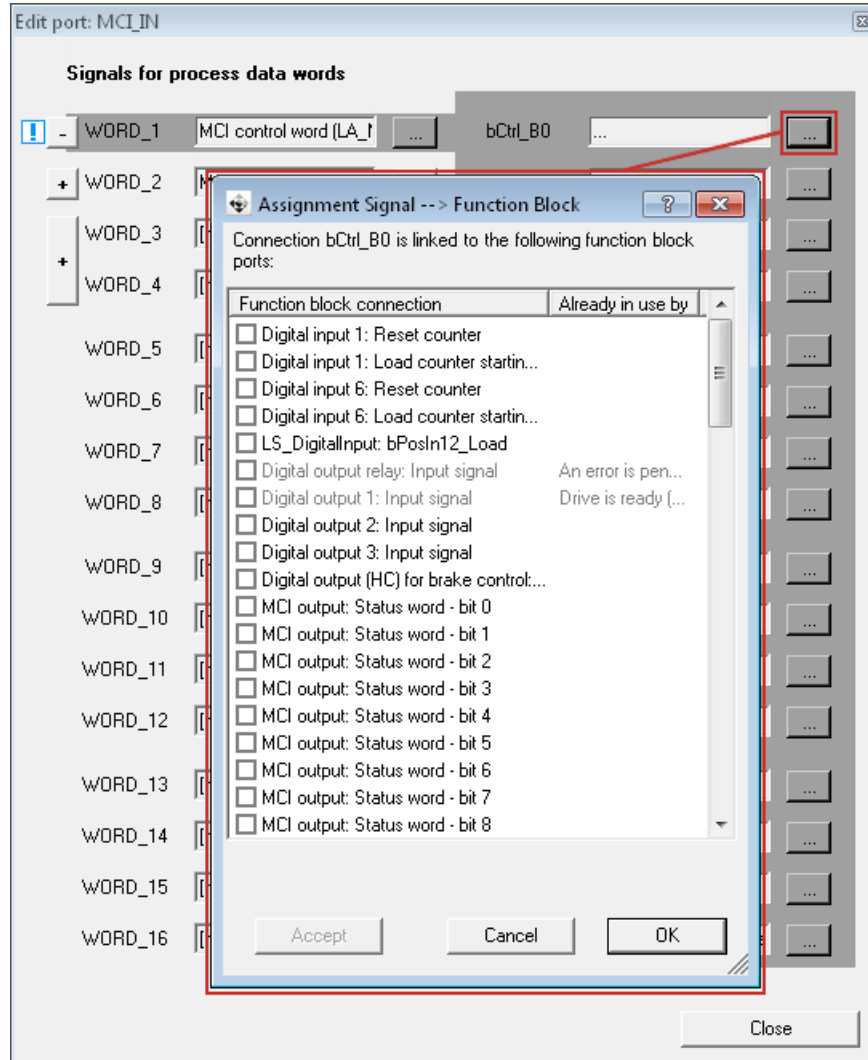 Edit port: MCI_IN
Signals for process data words
! - WORD_1 MCI control word (LA_ ... bCtrl_B0 ... ...
+ WORD_2 ...
WORD_3 ...
+
WORD_4 ...
WORD_5 ...
WORD_6 ...
WORD_7 ...
WORD_8 ...
WORD_9 ...
WORD_10 ...
WORD_11 ...
WORD_12 ...
WORD_13 ...
WORD_14 ...
WORD_15 ...
WORD_16 ...
Assignment Signal --> Function Block ?
Connection bCtrl_B0 is linked to the following function block
ports:
Function block connection Already in use by
Digital input 1: Reset counter
Digital input 1: Load counter startin...
Digital input 6: Reset counter
Digital input 6: Load counter startin...
LS_DigitalInput: bPosIn12_Load
Digital output relay: Input signal An error is pen...
Digital output 1: Input signal Drive is ready (...
Digital output 2: Input signal
Digital output 3: Input signal
Digital output (HC) for brake control:...
MCI output: Status word - bit 0
MCI output: Status word - bit 1
MCI output: Status word - bit 2
MCI output: Status word - bit 3
MCI output: Status word - bit 4
MCI output: Status word - bit 5
MCI output: Status word - bit 6
MCI output: Status word - bit 7
MCI output: Status word - bit 8
Accept Cancel OK
Close